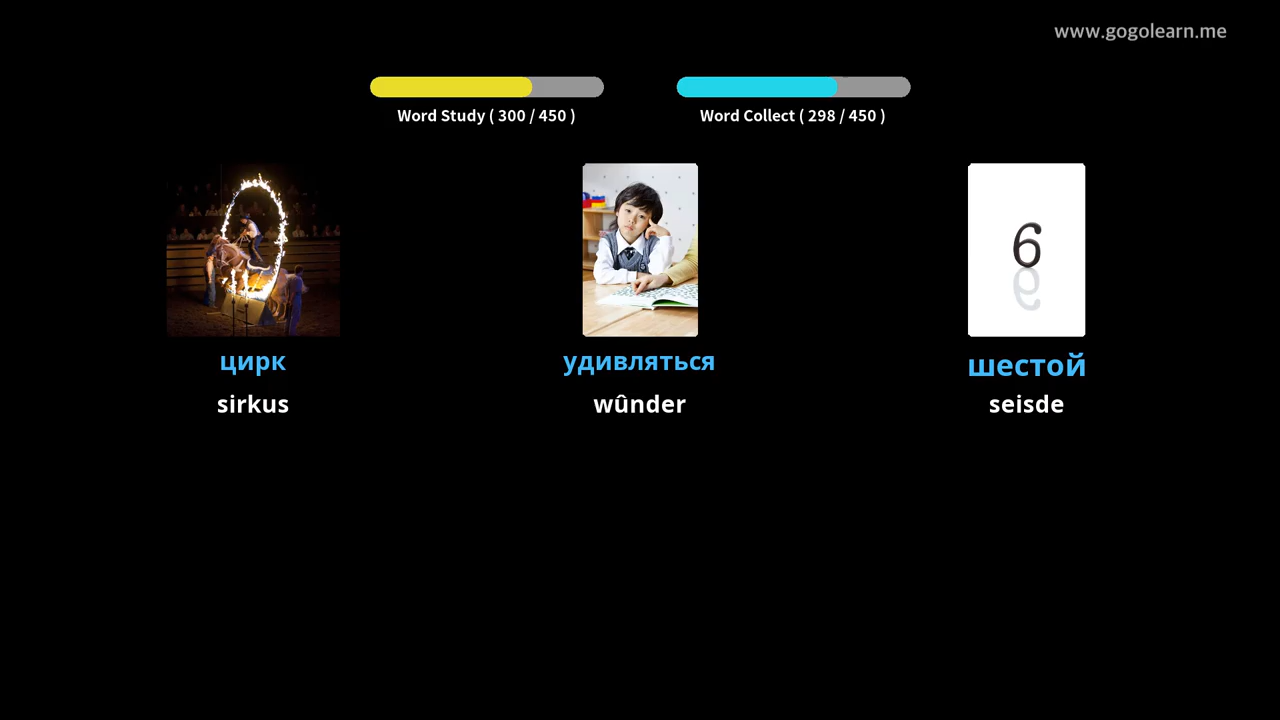 www.gogolearn.me
Word Study ( 300 / 450 )
Word Collect ( 298 / 450 )
6
цирк
удивляться
шестой
sirkus
wûnder
seisde